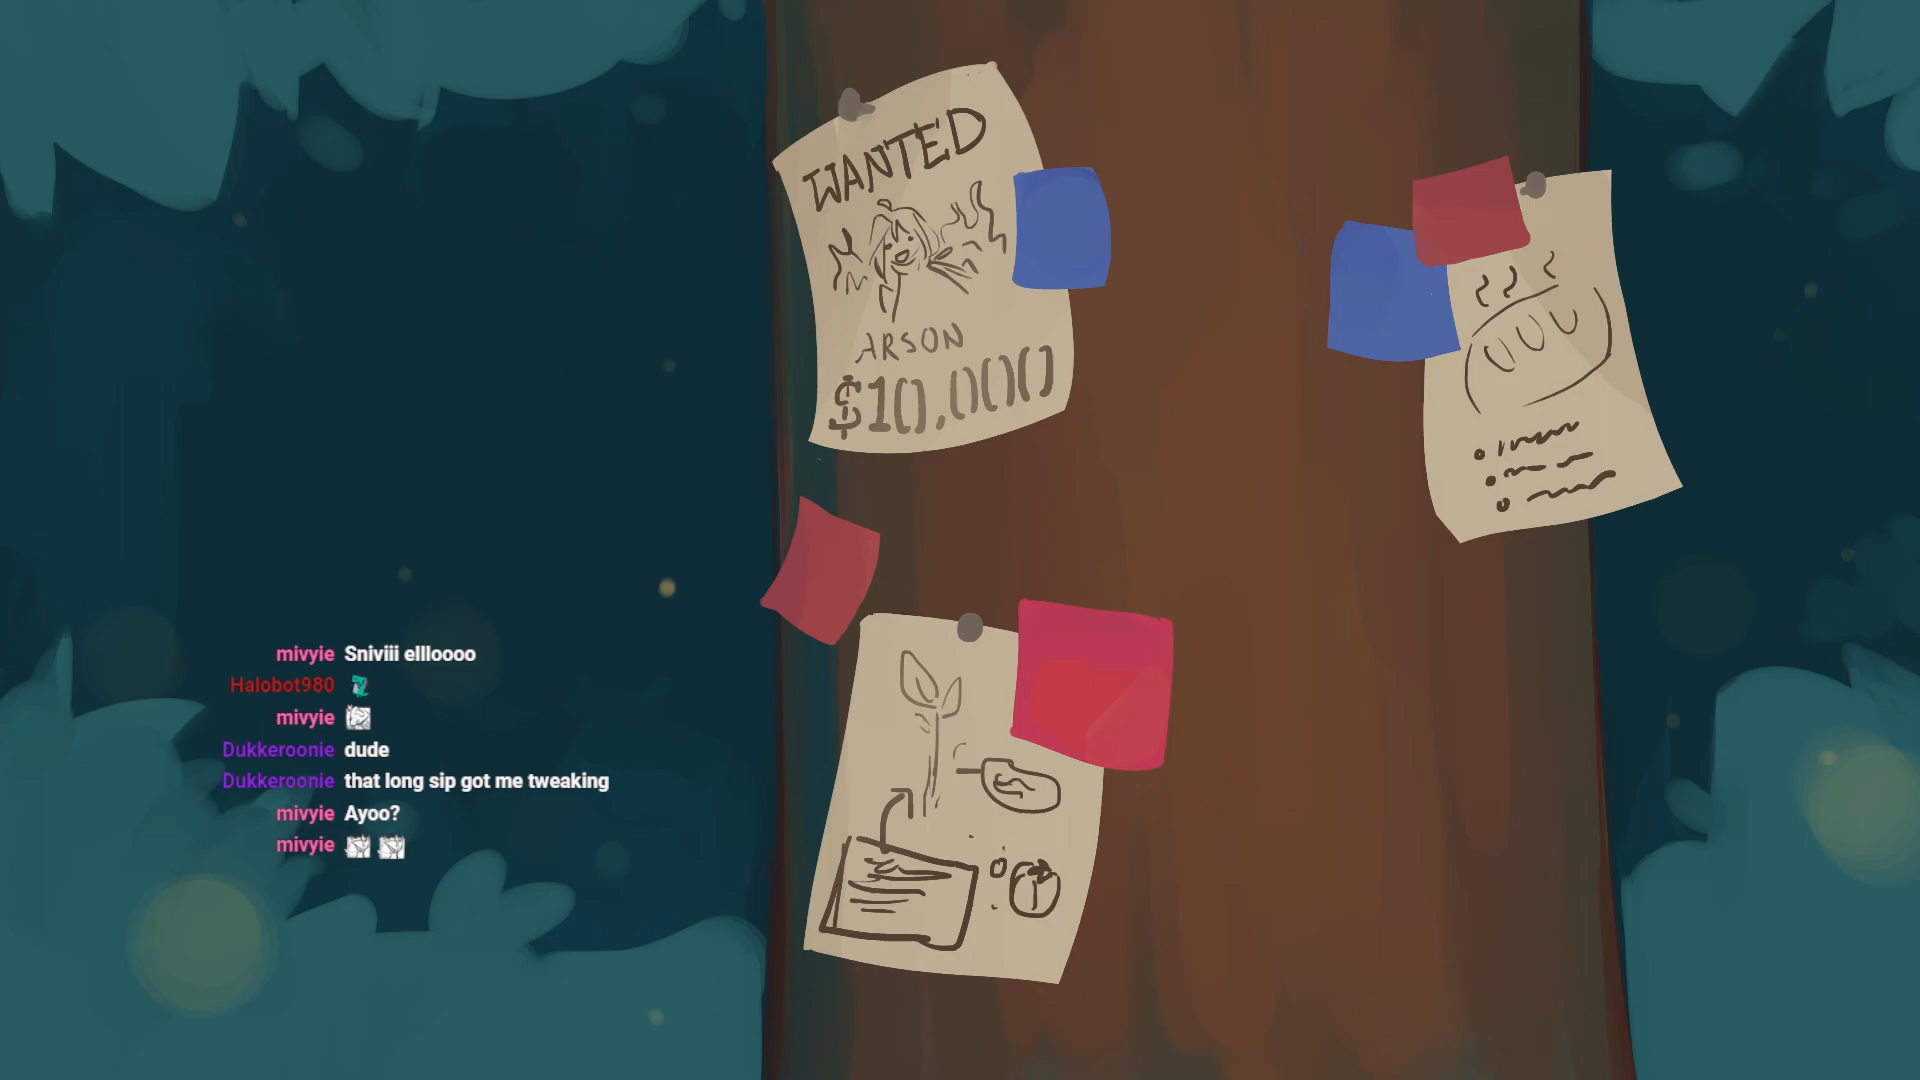 WANTED
ARSON
$10,000
mivyie Sniviii ellloooo
Halobot980
mivyie
Dukkeroonie dude
Dukkeroonie that long sip got me tweaking
mivyie Ayoo?
mivyie